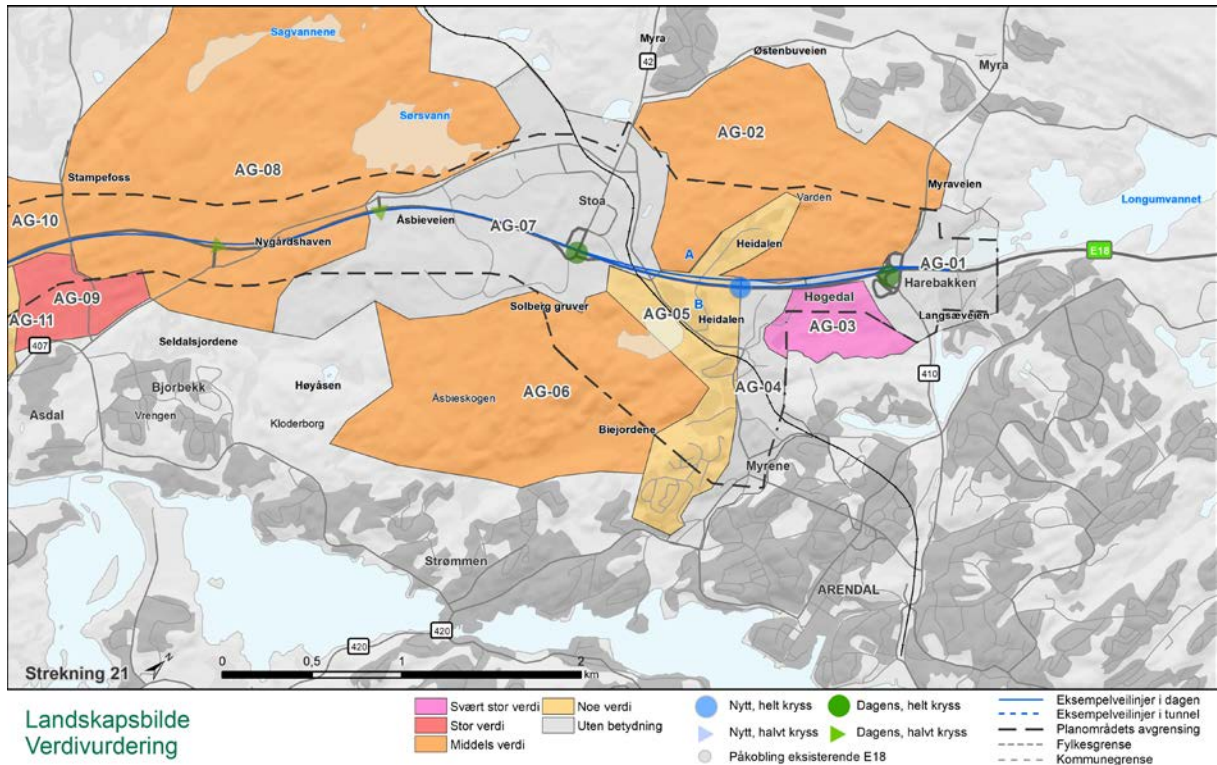 Sagvannene
Myra
42
Østenbuveien
Myra
Sørsvann
AG-02
AG-08
Stampefoss
Myraveien
Varden
Longumvannet
Stoa
AG-10
Åsbieveien
AG-07
Nygårdshaven
Heidalen
A
E18
AG-01
Harebakken
AG-09
Høgedal
B
Solberg gruver
AG-05
Heidalen
Langsæveien
AG-11
AG-03
407
Seldalsjordene
410
Bjorbekk
Høyåsen
AG-04
AG-06
Åsbieskogen
Asdal
Vrengen
Kloderborg
Biejordene
Myrene
Strømmen
ARENDAL
420
420
Strekning 21
N
0
0,5
1
2
km
Landskapsbilde
Verdivurdering
Svært stor verdi
Stor verdi
Middels verdi
Noe verdi
Uten betydning
Nytt, helt kryss
Nytt, halvt kryss
Påkobling eksisterende E18
Dagens, helt kryss
Dagens, halvt kryss
Eksempelveilinjer i dagen
Eksempelveilinjer i tunnel
Planområdets avgrensing
Fylkesgrense
Kommunegrense